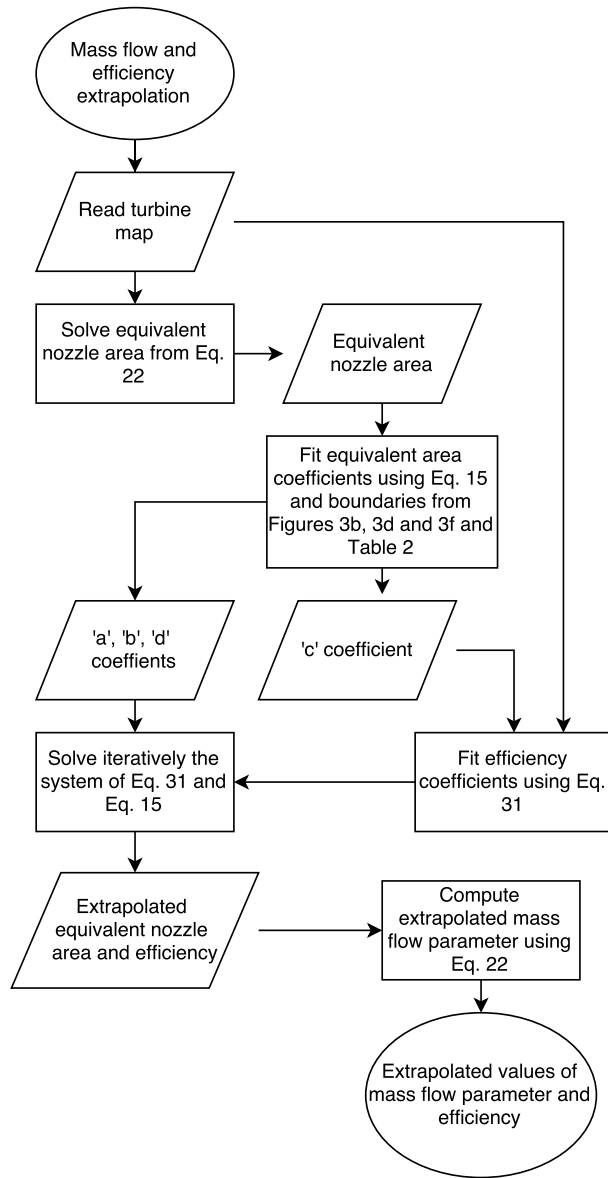 Mass flow and
efficiency
extrapolation
Read turbine
map
Solve equivalent
nozzle area from Eq.
22
Equivalent
nozzle area
Fit equivalent area
coefficients using Eq. 15
and boundaries from
Figures 3b, 3d and 3f and
Table 2
'a', 'b', 'd'
coeffients
'c' coefficient
Solve iteratively the
system of Eq. 31 and
Eq. 15
Fit efficiency
coefficients using Eq.
31
Extrapolated
equivalent nozzle
area and efficiency
Compute
extrapolated mass
flow parameter using
Eq. 22
Extrapolated values of
mass flow parameter and
efficiency